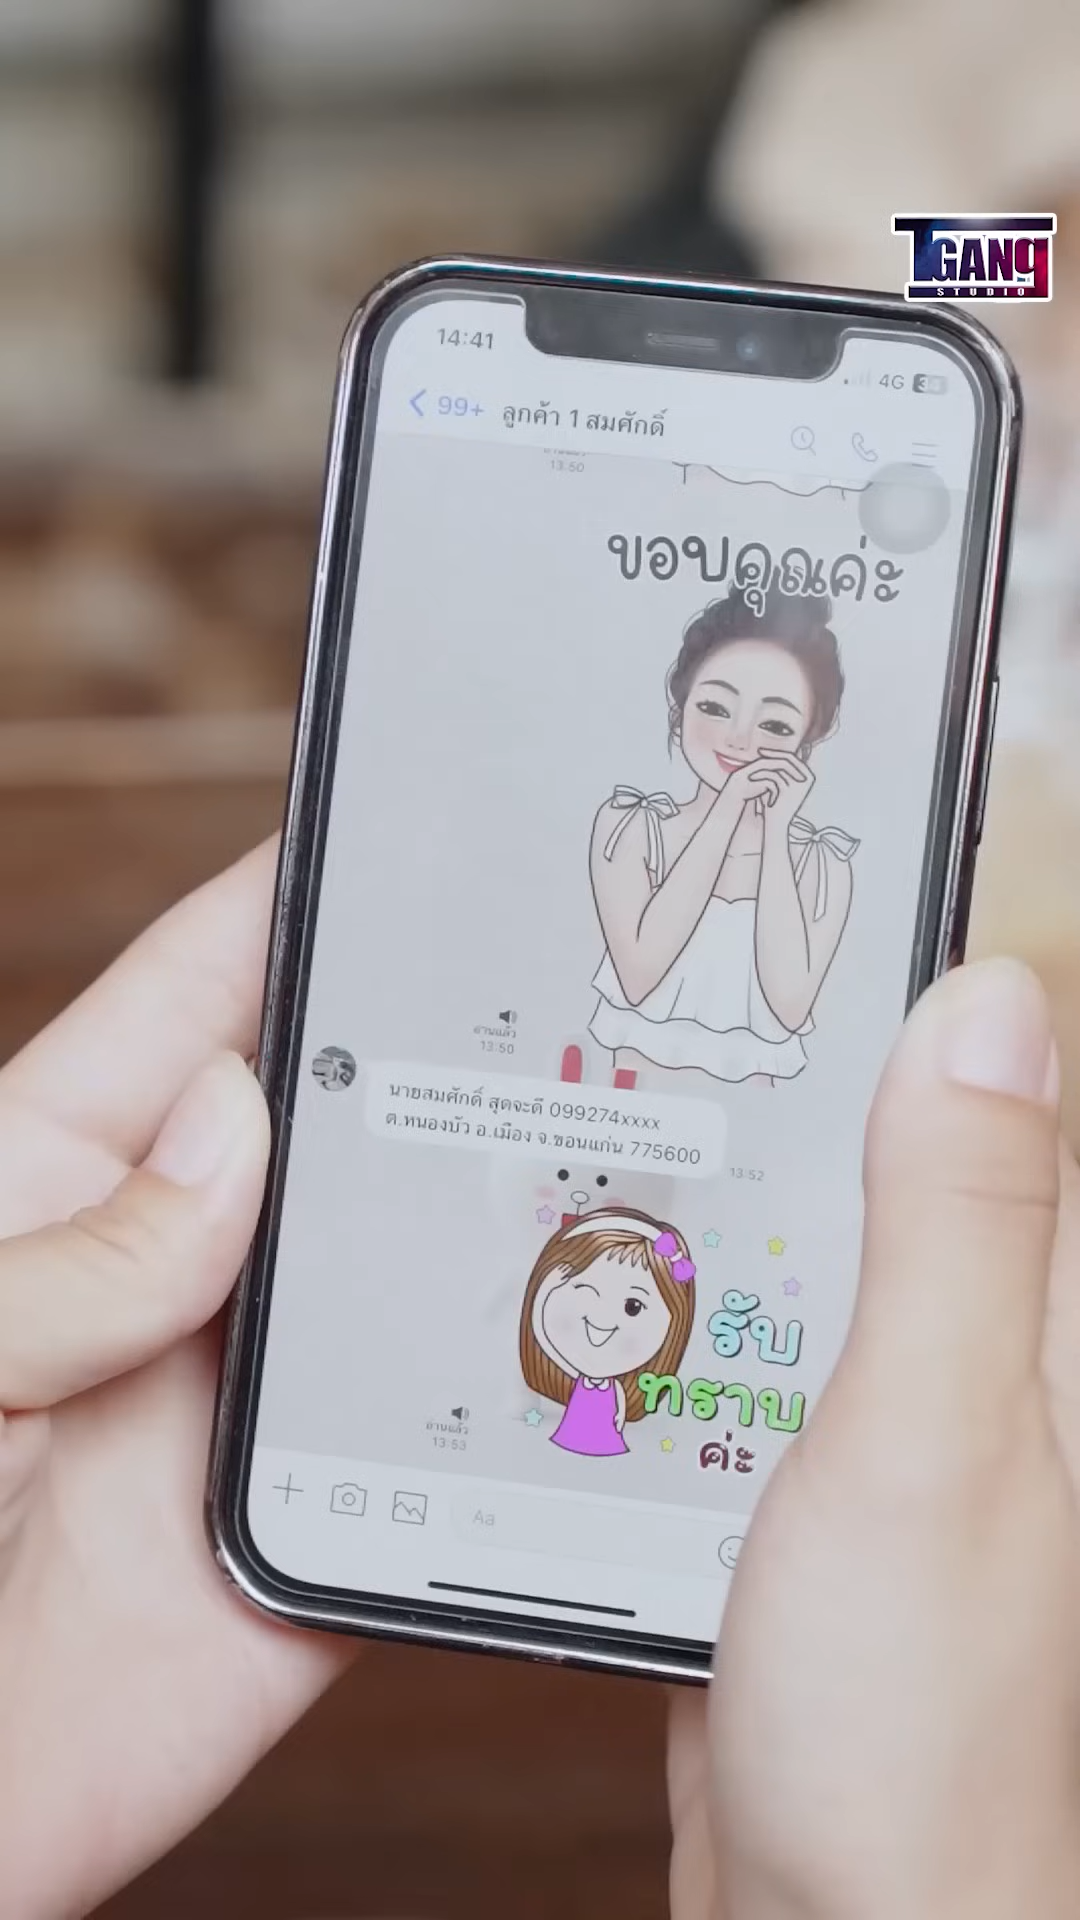 TGANG
STUDIO
14:41
4G 34
99+ ลูกค้า 1 สมศักดิ์
13:50
ขอบคุณค่ะ
อ่านแล้ว
13:50
นายสมศักดิ์ สุดจะดี 099274xxxx
ต.หนองบัว อ.เมือง จ.ขอนแก่น 775600
13:52
รับ
ทราบ
ค่ะ
อ่านแล้ว
13:53
Aa